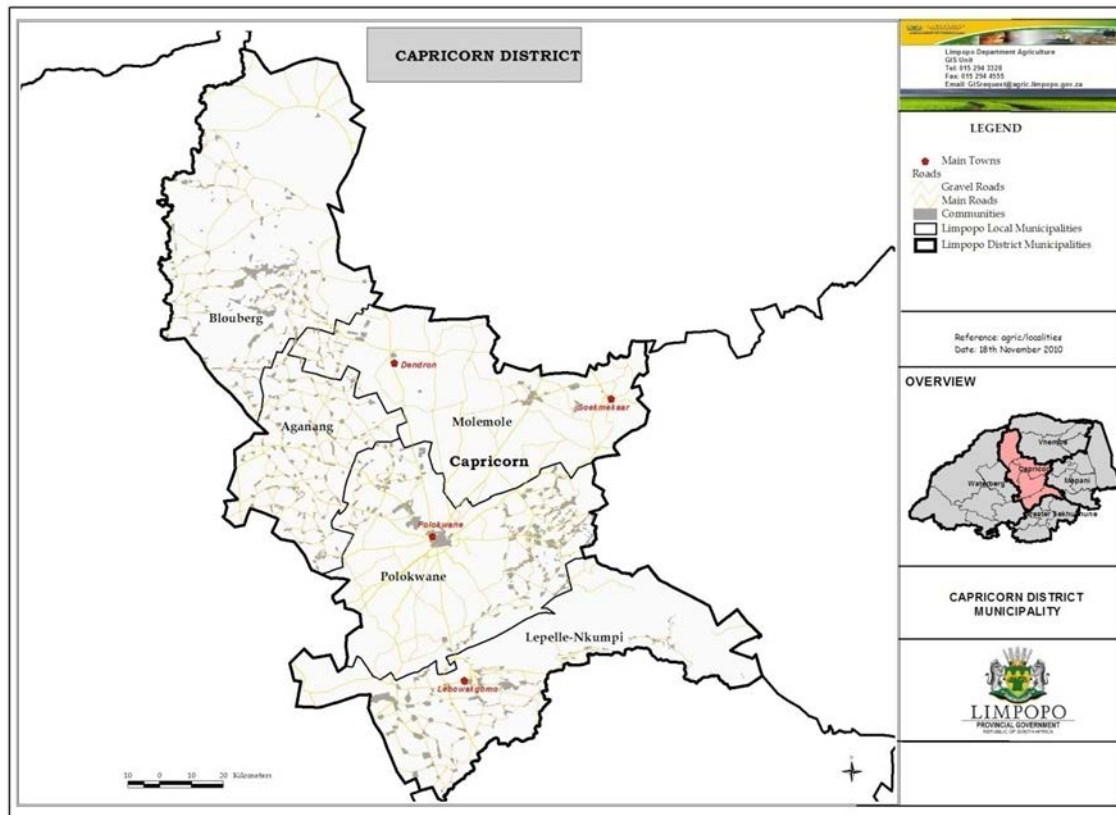 CAPRICORN DISTRICT
Blouberg
Dendron
Soekmekaar
Aganang
Molemole
Capricorn
Polokwane
Polokwane
Lepelle-Nkumpi
Lebowakgomo
10 0 10 20 Kilometers
Limpopo Department Agriculture
GIS Unit
Tel: 015 294 3328
Fax: 015 294 4555
Email: GISrequest@agric.limpopo.gov.za
LEGEND
Main Towns
Roads
Gravel Roads
Main Roads
Communities
Limpopo Local Municipalities
Limpopo District Municipalities
Reference: agric/localities
Date: 18th November 2010
OVERVIEW
Vhembe
Capricorn
Waterberg
Mopani
Sekhukhune
CAPRICORN DISTRICT
MUNICIPALITY
LIMPOPO
PROVINCIAL GOVERNMENT
REPUBLIC OF SOUTH AFRICA